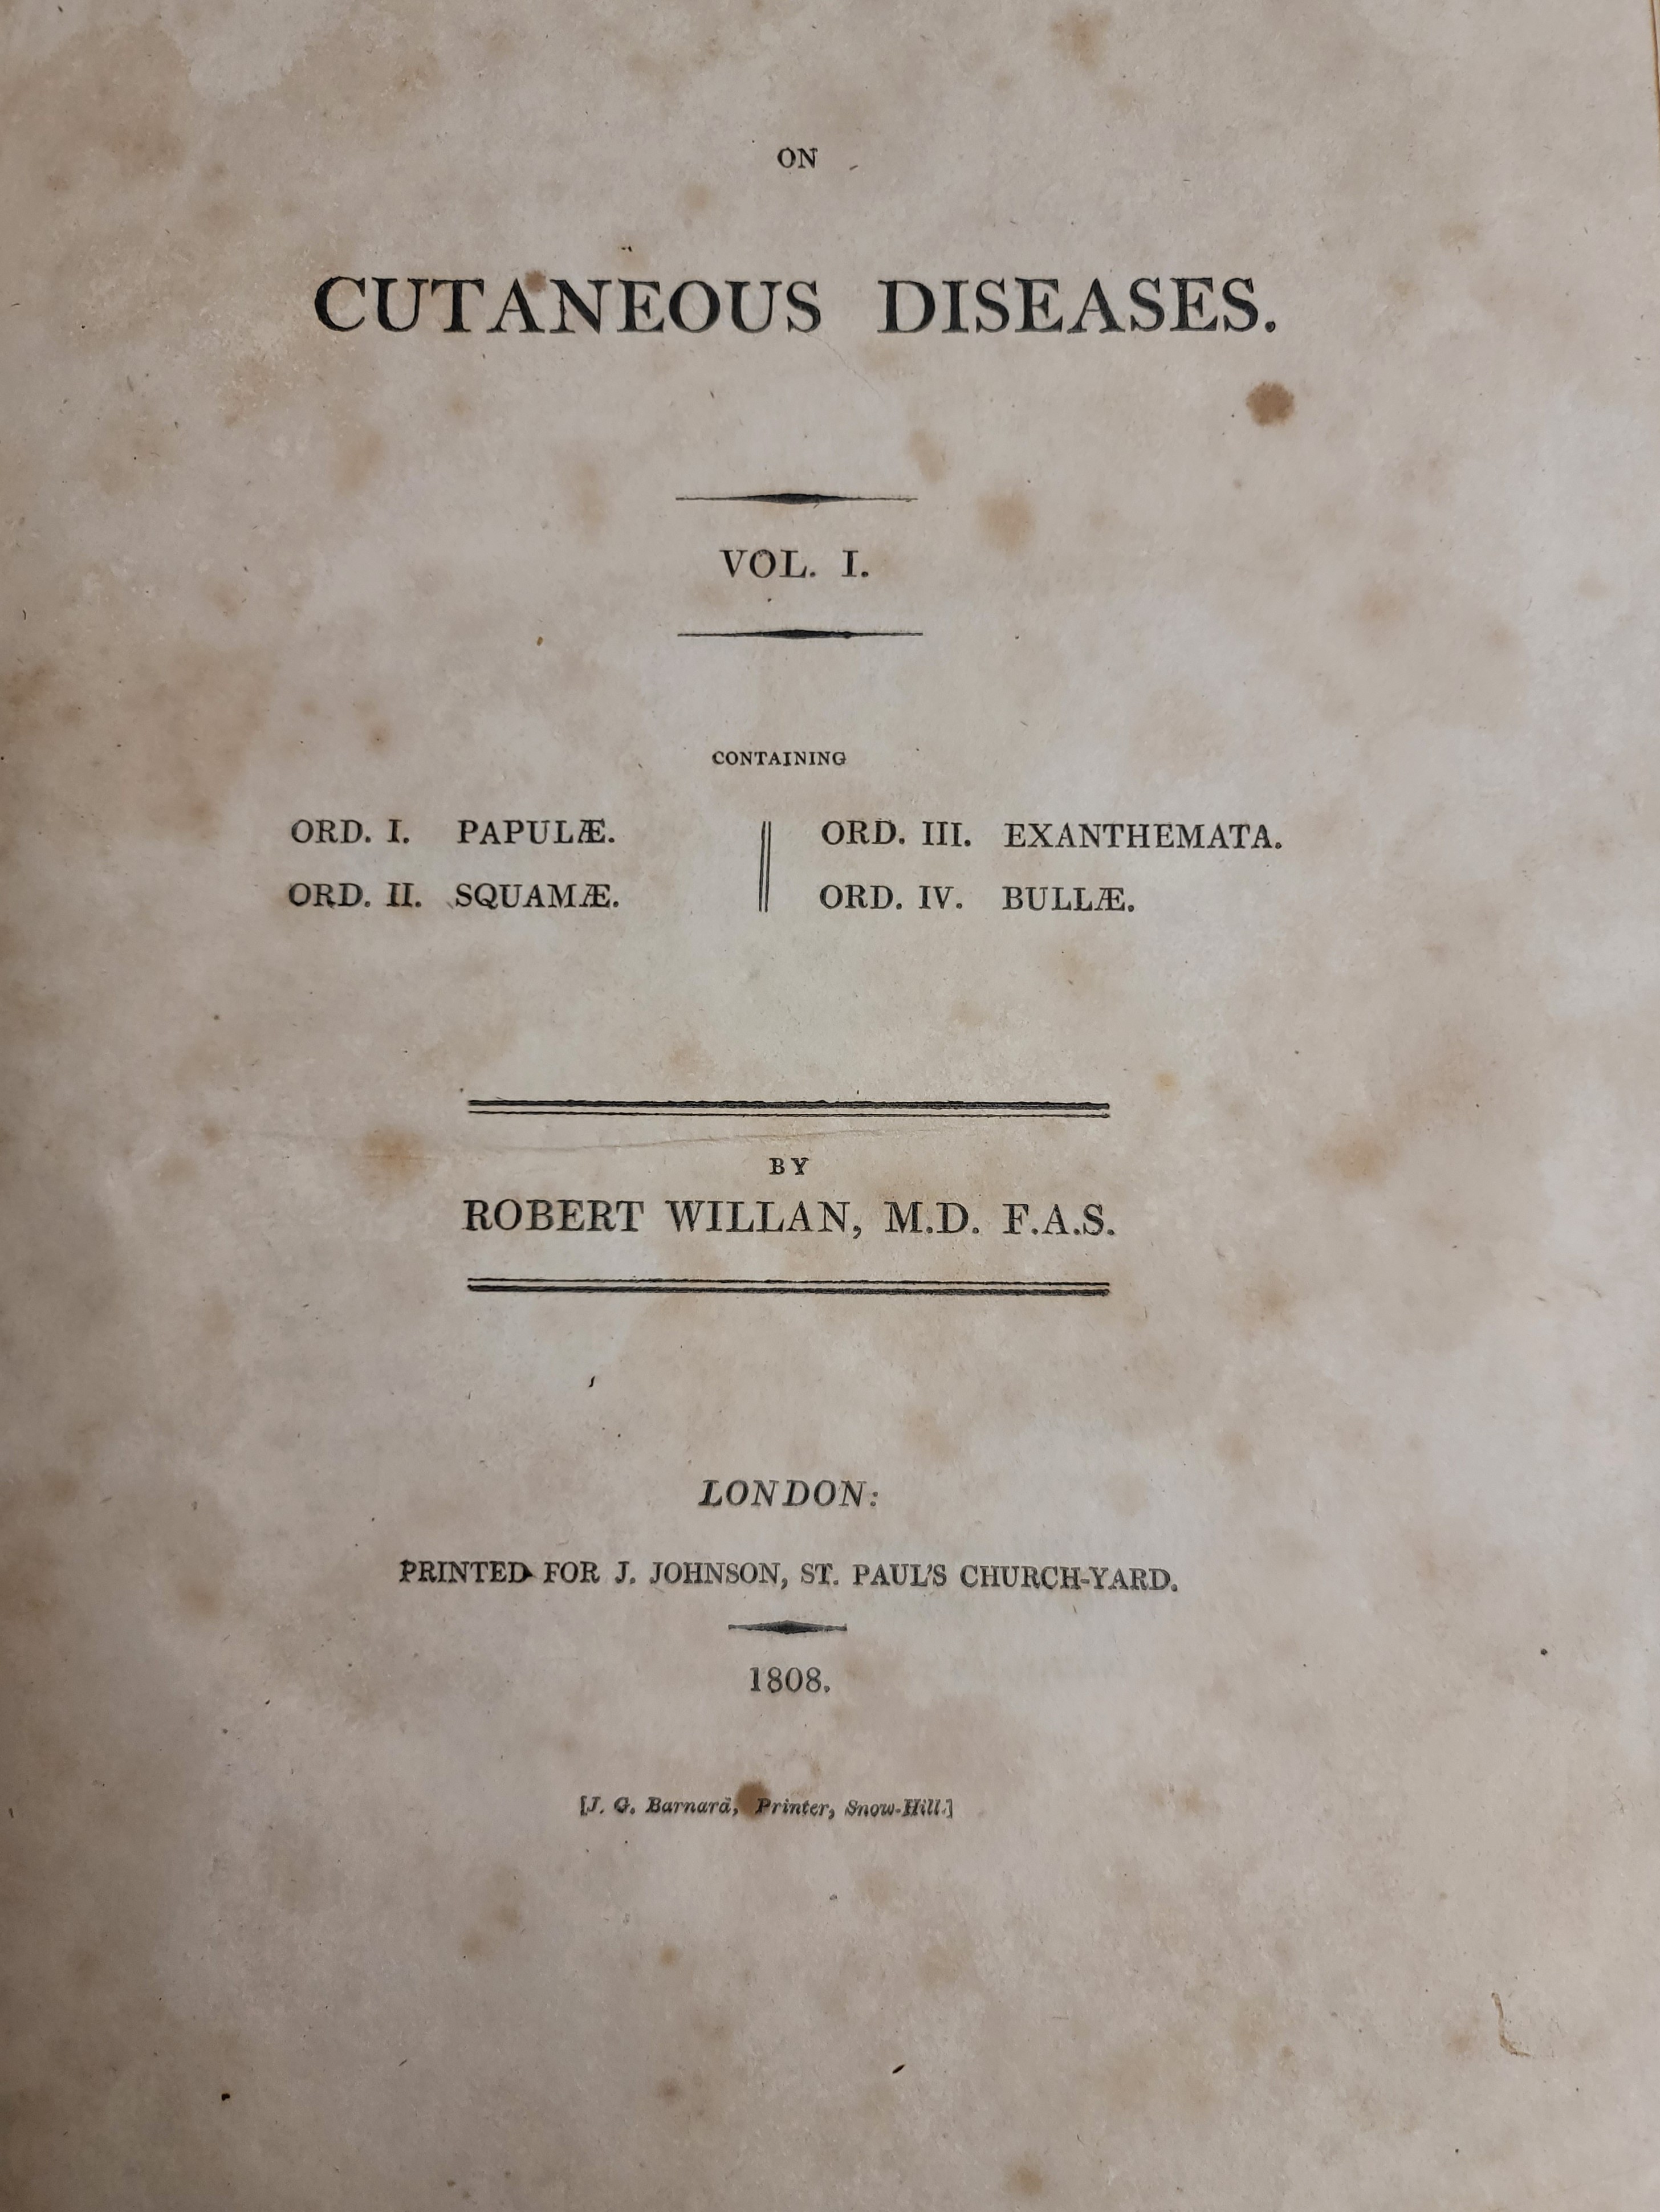 ON
CUTANEOUS DISEASES.
VOL. I.
CONTAINING
ORD. I. PAPULÆ.
ORD. II. SQUAMÆ.
ORD. III. EXANTHEMATA.
ORD. IV. BULLÆ.
BY
ROBERT WILLAN, M.D. F.A.S.
LONDON:
PRINTED FOR J. JOHNSON, ST. PAUL'S CHURCH-YARD.
1808.
[J. G. Barnard, Printer, Snow-Hill.]